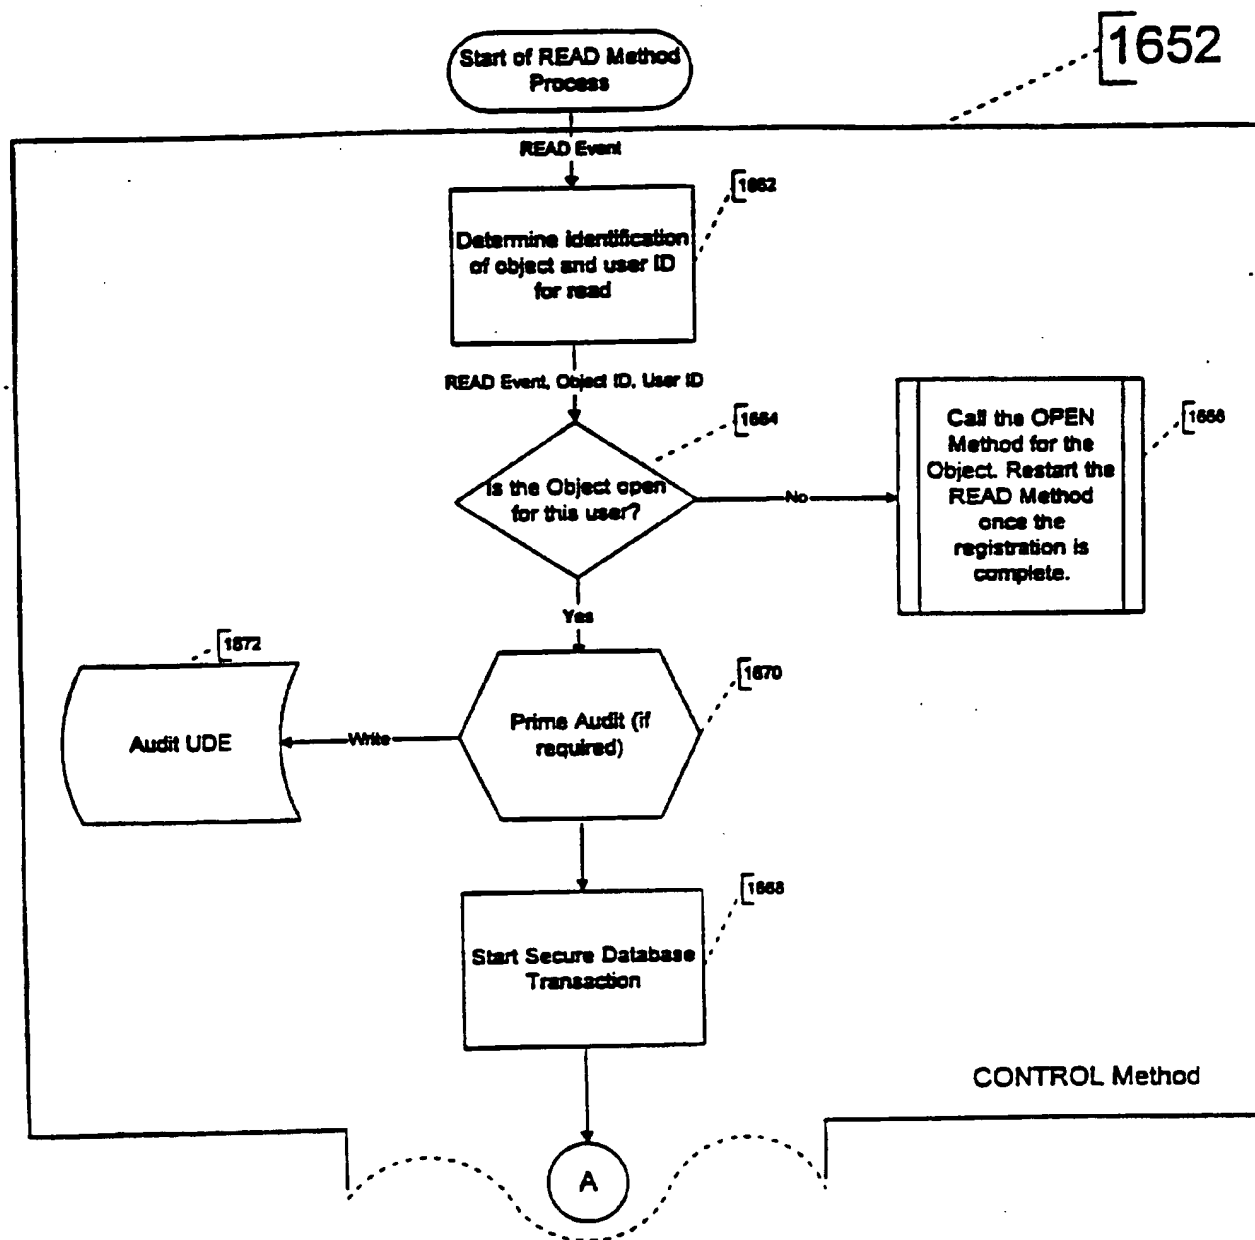 1652
Start of READ Method
Process
READ Event
1662
Determine identification
of object and user ID
for read
READ Event, Object ID, User ID
1664
Is the Object open
for this user?
No
1666
Call the OPEN
Method for the
Object. Restart the
READ Method
once the
registration is
complete.
Yes
1672
Audit UDE
Write
1670
Prime Audit (if
required)
1668
Start Secure Database
Transaction
CONTROL Method
A